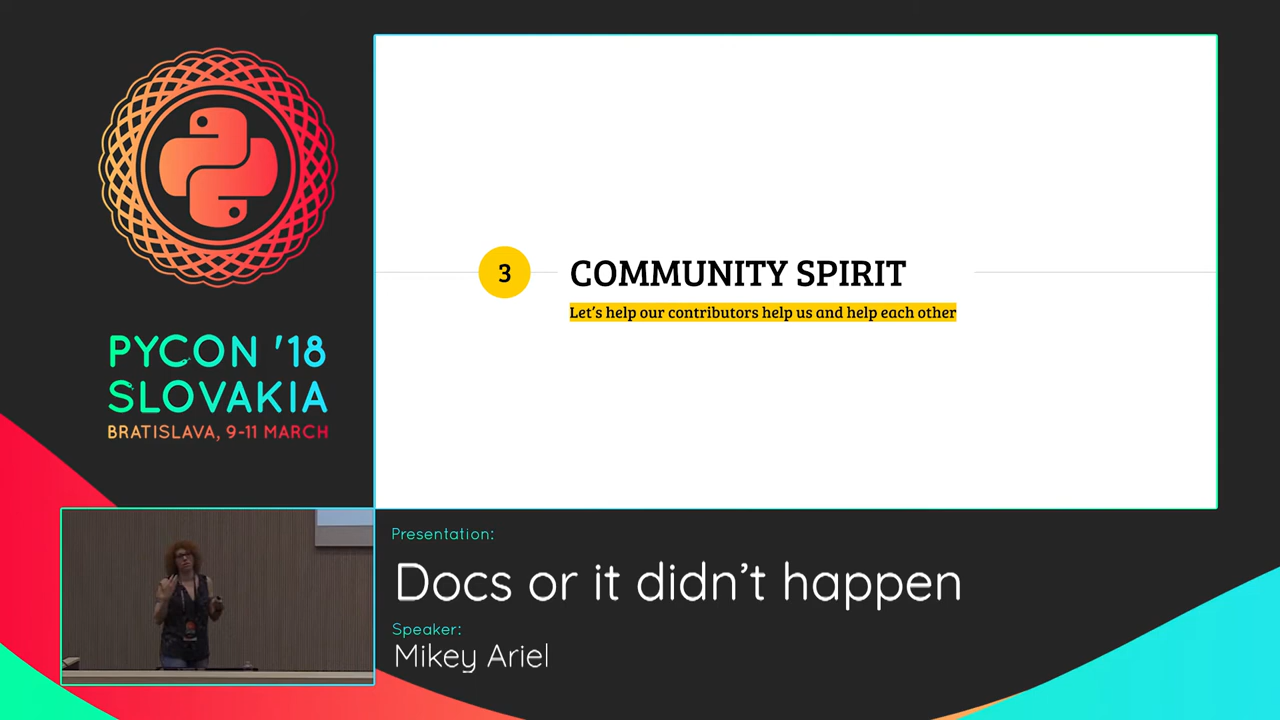 PYCON '18
SLOVAKIA
BRATISLAVA, 9-11 MARCH
3
COMMUNITY SPIRIT
Let's help our contributors help us and help each other
Presentation:
Docs or it didn't happen
Speaker:
Mikey Ariel